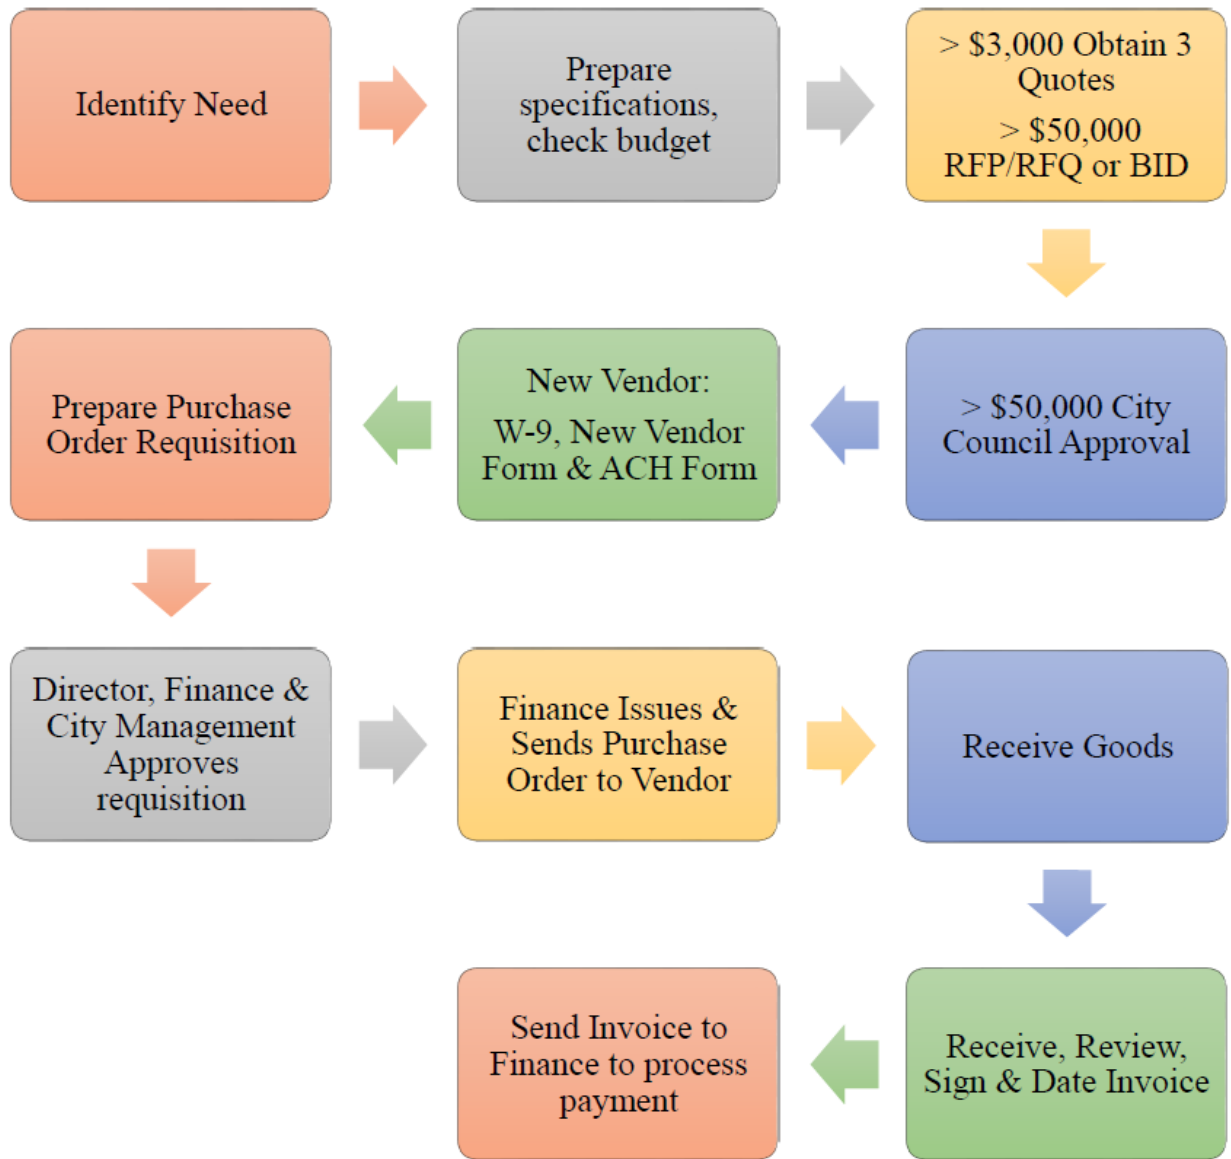 Identify Need
Prepare
specifications,
check budget
> $3,000 Obtain 3
Quotes
> $50,000
RFP/RFQ or BID
> $50,000 City
Council Approval
New Vendor:
W-9, New Vendor
Form & ACH Form
Prepare Purchase
Order Requisition
Director, Finance &
City Management
Approves
requisition
Finance Issues &
Sends Purchase
Order to Vendor
Receive Goods
Receive, Review,
Sign & Date Invoice
Send Invoice to
Finance to process
payment